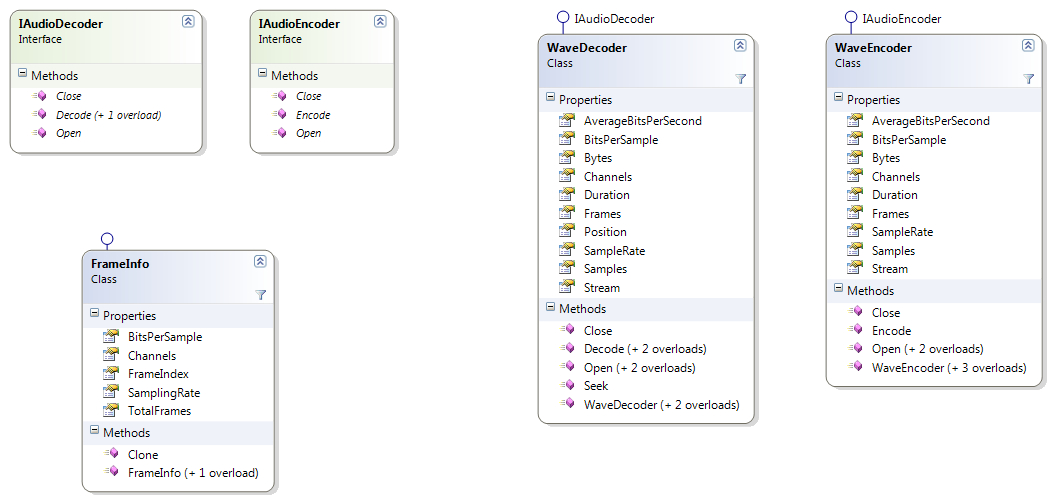 IAudioDecoder
Interface
Methods
Close
Decode (+ 1 overload)
Open
IAudioEncoder
Interface
Methods
Close
Encode
Open
IAudioDecoder
WaveDecoder
Class
Properties
AverageBitsPerSecond
BitsPerSample
Bytes
Channels
Duration
Frames
Position
SampleRate
Samples
Stream
Methods
Close
Decode (+ 2 overloads)
Open (+ 2 overloads)
Seek
WaveDecoder (+ 2 overloads)
IAudioEncoder
WaveEncoder
Class
Properties
AverageBitsPerSecond
BitsPerSample
Bytes
Channels
Duration
Frames
SampleRate
Samples
Stream
Methods
Close
Encode
Open (+ 2 overloads)
WaveEncoder (+ 3 overloads)
FrameInfo
Class
Properties
BitsPerSample
Channels
FrameIndex
SamplingRate
TotalFrames
Methods
Clone
FrameInfo (+ 1 overload)